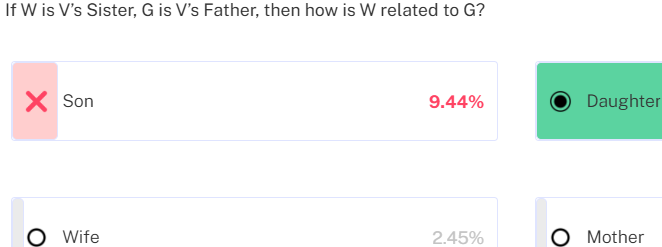 If W is V's Sister, G is V's Father, then how is W related to G?
Son 9.44% Daughter
Wife 2.45% Mother